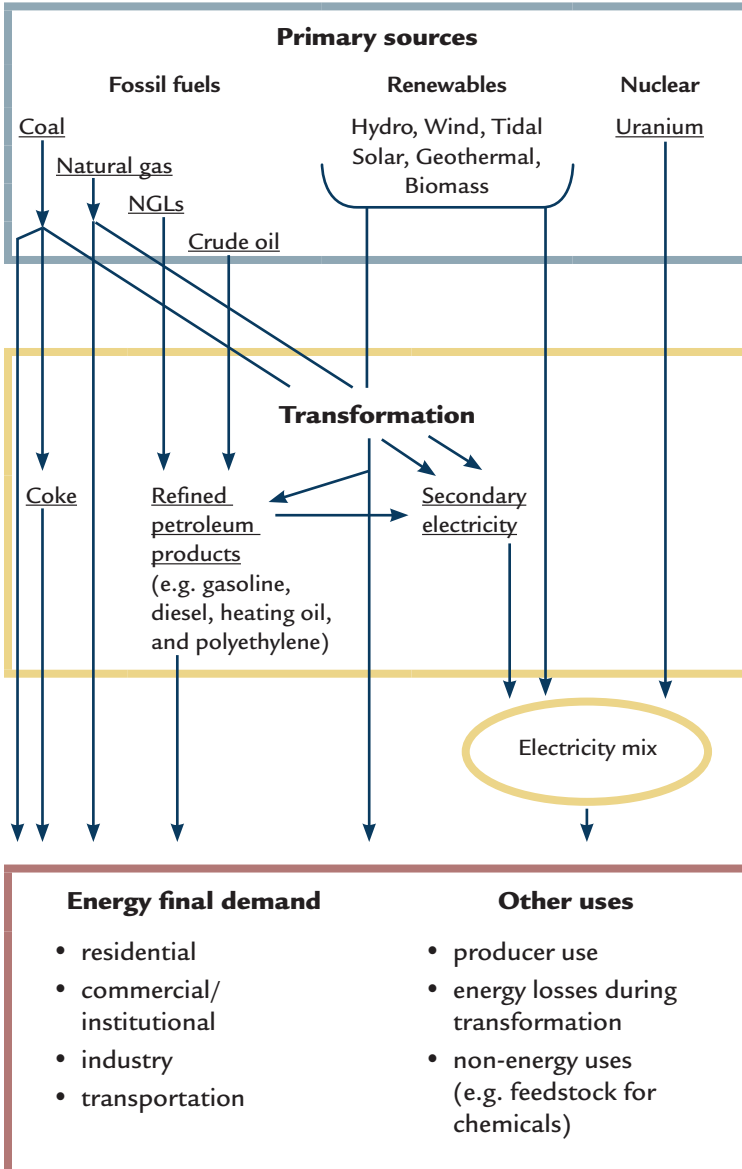 Primary sources
Fossil fuels
Renewables
Nuclear
Coal
Natural gas
NGLs
Crude oil
Hydro, Wind, Tidal
Solar, Geothermal,
Biomass
Uranium
Transformation
Coke
Refined
petroleum
products
(e.g. gasoline,
diesel, heating oil,
and polyethylene)
Secondary
electricity
Electricity mix
Energy final demand
• residential
• commercial/
institutional
• industry
• transportation
Other uses
• producer use
• energy losses during
transformation
• non-energy uses
(e.g. feedstock for
chemicals)